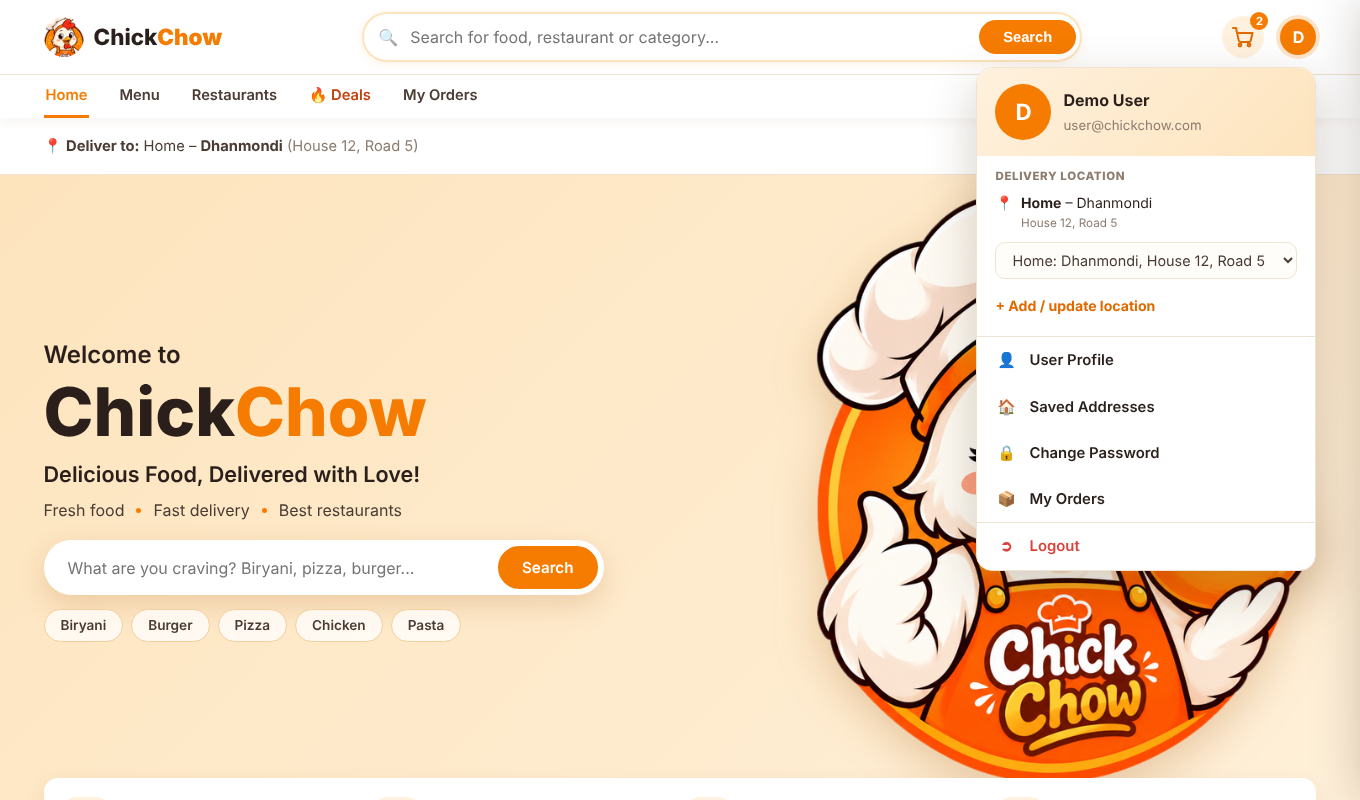 ChickChow
Search for food, restaurant or category...
Search
2
D
Home
Menu
Restaurants
Deals
My Orders
Deliver to: Home – Dhanmondi (House 12, Road 5)
D
Demo User
user@chickchow.com
DELIVERY LOCATION
Home – Dhanmondi
House 12, Road 5
Home: Dhanmondi, House 12, Road 5
+ Add / update location
User Profile
Saved Addresses
Change Password
My Orders
Logout
Welcome to
ChickChow
Delicious Food, Delivered with Love!
Fresh food • Fast delivery • Best restaurants
What are you craving? Biryani, pizza, burger...
Search
Biryani
Burger
Pizza
Chicken
Pasta
Chick
Chow